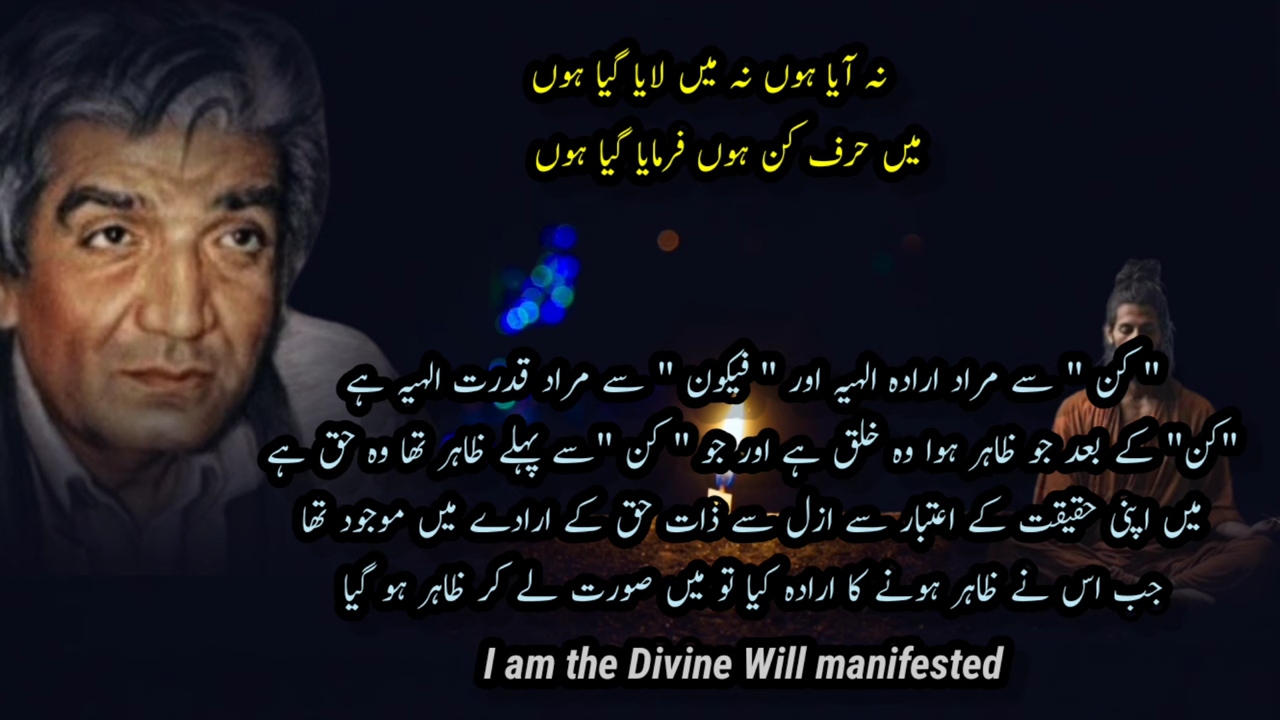 نہ آیا ہوں نہ میں لایا گیا ہوں
میں حرف کن ہوں فرمایا گیا ہوں
" کن " سے مراد ارادہ الہیہ اور " فیکون " سے مراد قدرت الہیہ ہے
"کن" کے بعد جو ظاہر ہوا وہ خلق ہے اور جو " کن "سے پہلے ظاہر تھا وہ حق ہے
میں اپنی حقیقت کے اعتبار سے ازل سے ذات حق کے ارادے میں موجود تھا
جب اس نے ظاہر ہونے کا ارادہ کیا تو میں صورت لے کر ظاہر ہو گیا
I am the Divine Will manifested